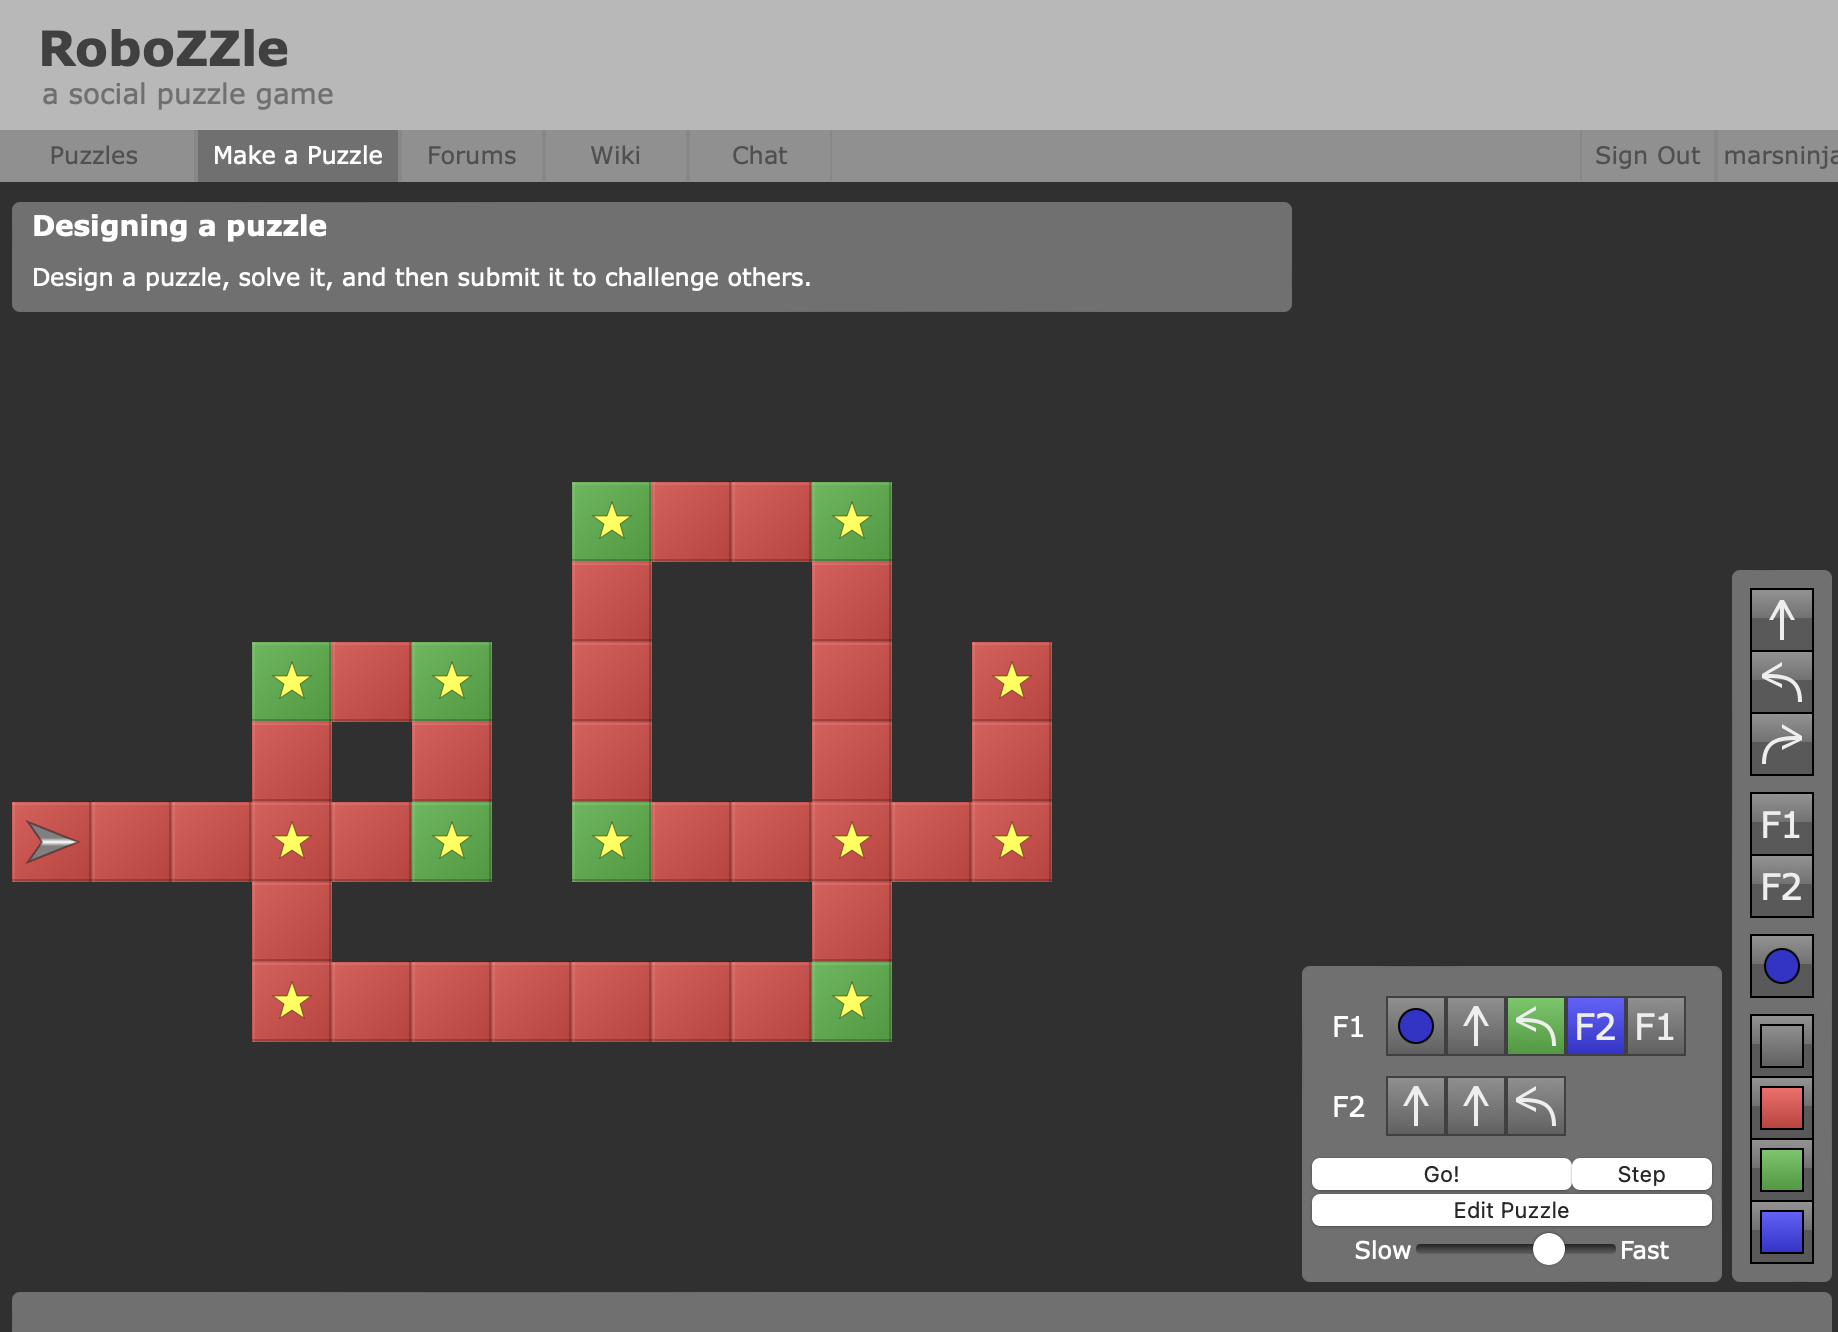 RoboZZle
a social puzzle game
Puzzles Make a Puzzle Forums Wiki Chat Sign Out marsninja
Designing a puzzle
Design a puzzle, solve it, and then submit it to challenge others.
F1
F2
F1 F2 F1
F2
Go! Step
Edit Puzzle
Slow Fast